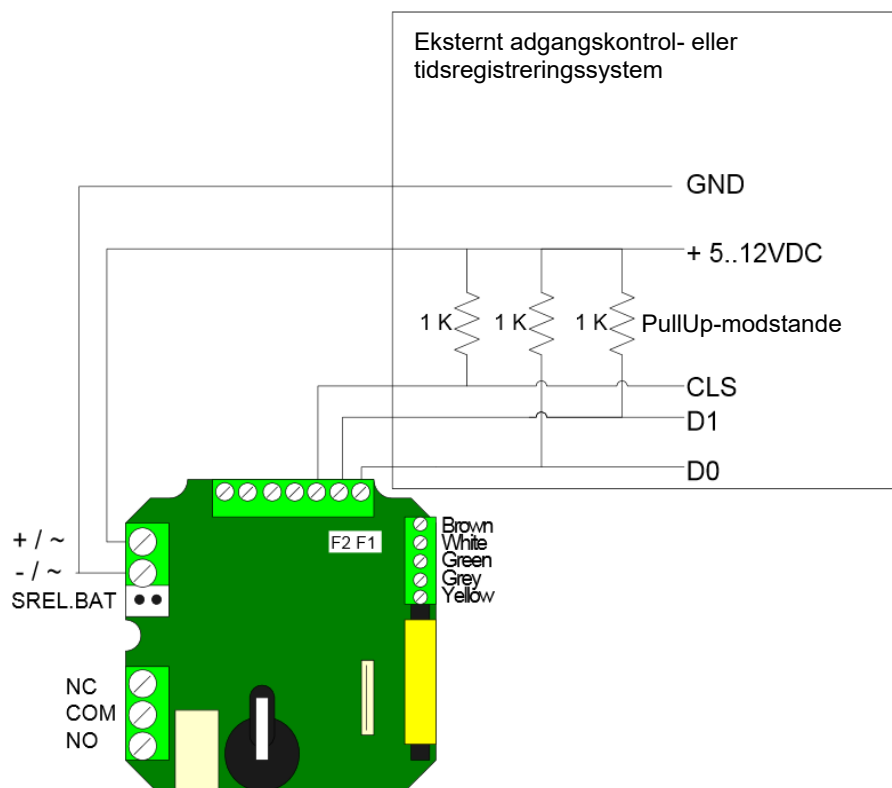 Eksternt adgangskontrol- eller
tidsregistreringssystem
GND
+ 5..12VDC
1 K
1 K
1 K
PullUp-modstande
CLS
D1
D0
+ / ~
- / ~
SREL.BAT
F2 F1
Brown
White
Green
Grey
Yellow
NC
COM
NO